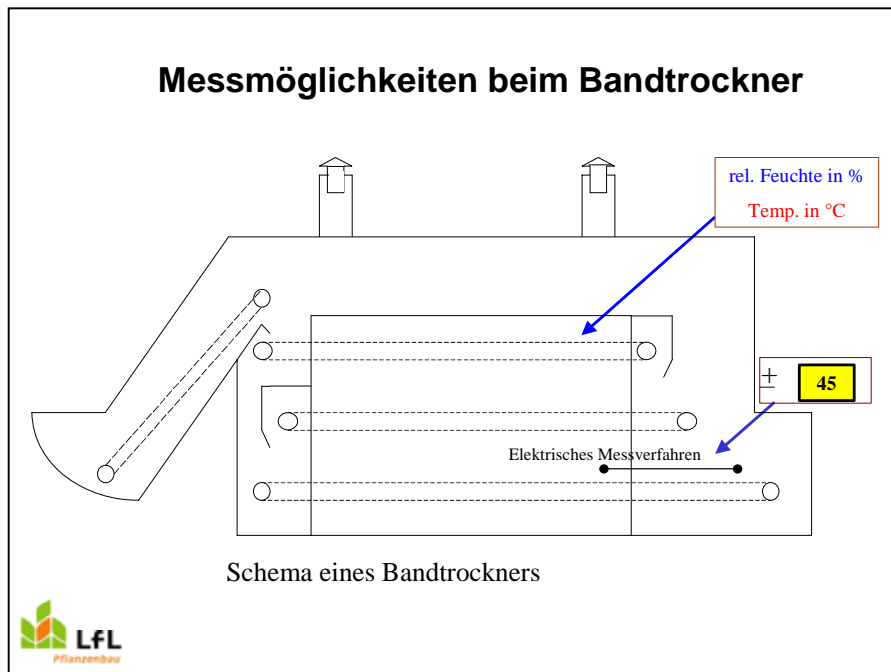 Messmöglichkeiten beim Bandtrockner
rel. Feuchte in %
Temp. in °C
± 45
Elektrisches Messverfahren
Schema eines Bandtrockners
LfL
Pflanzenbau